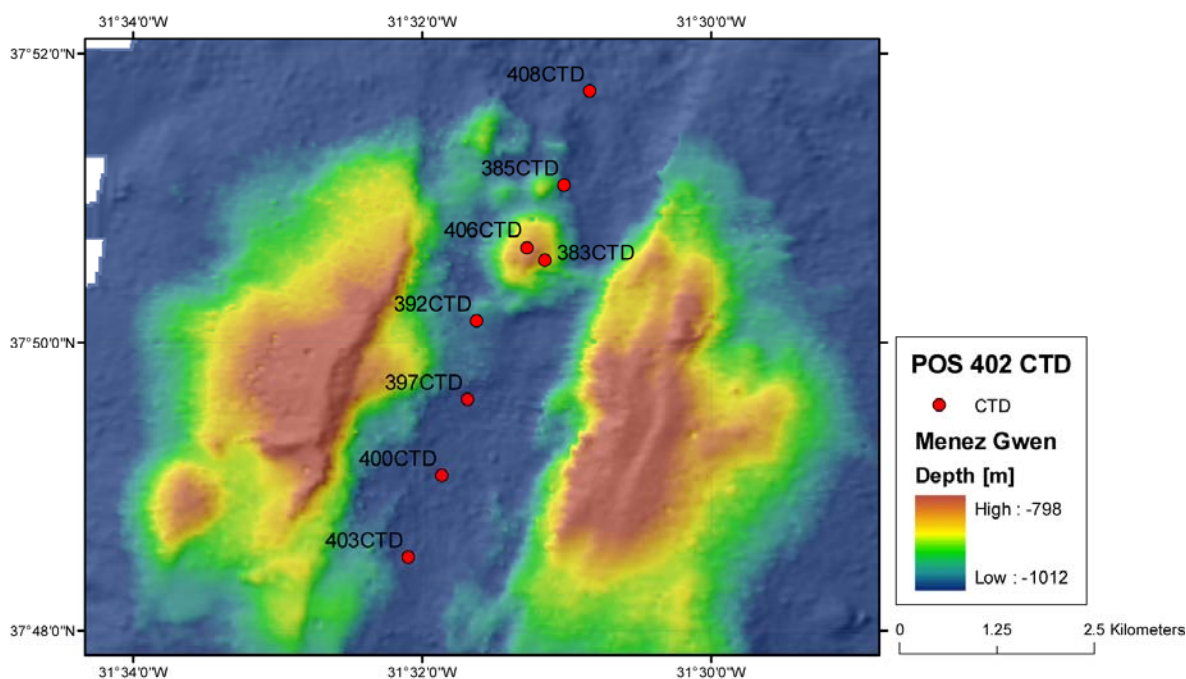 31°34'0"W 31°32'0"W 31°30'0"W
37°52'0"N
408CTD
385CTD
406CTD
383CTD
392CTD
37°50'0"N
397CTD
400CTD
403CTD
37°48'0"N
31°34'0"W 31°32'0"W 31°30'0"W
POS 402 CTD
CTD
Menez Gwen
Depth [m]
High : -798
Low : -1012
0 1.25 2.5 Kilometers